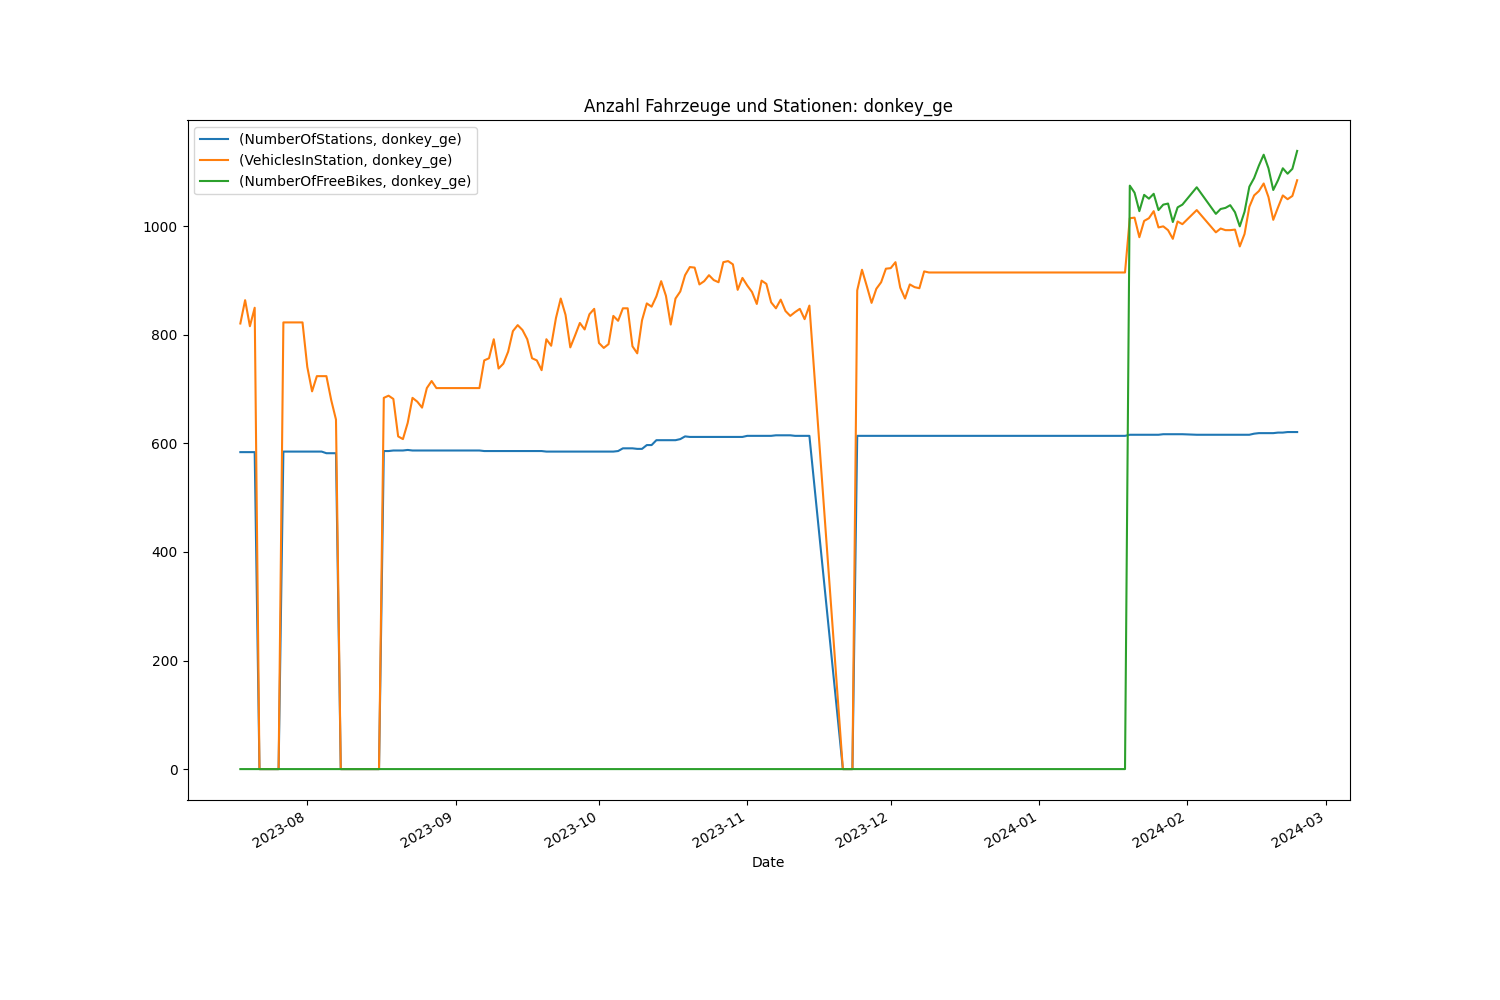 Anzahl Fahrzeuge und Stationen: donkey_ge
(NumberOfStations, donkey_ge)
(VehiclesInStation, donkey_ge)
(NumberOfFreeBikes, donkey_ge)
1000
800
600
400
200
0
2023-08
2023-09
2023-10
2023-11
2023-12
2024-01
2024-02
2024-03
Date